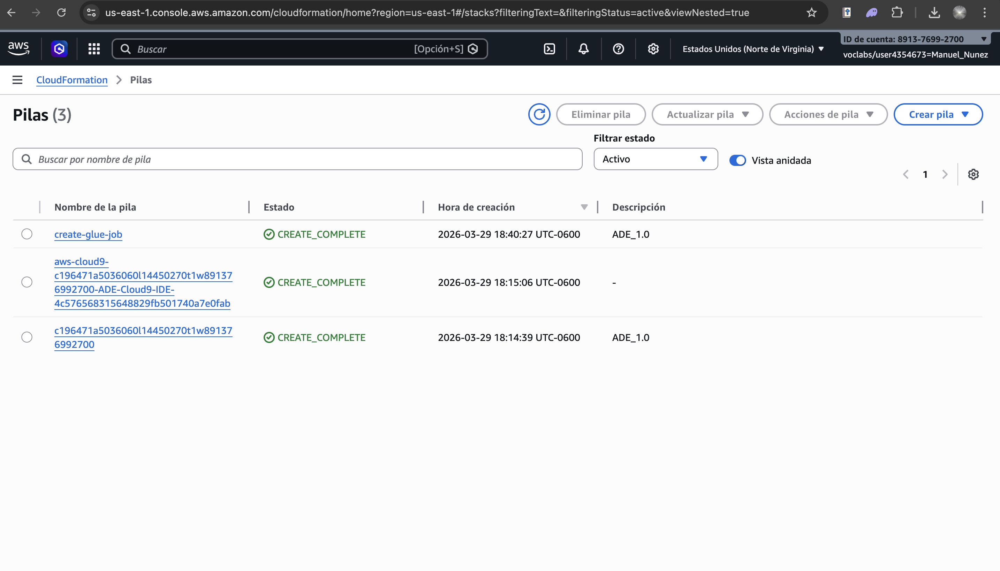 us-east-1.console.aws.amazon.com/cloudformation/home?region=us-east-1#/stacks?filteringText=&filteringStatus=active&viewNested=true
aws
Buscar
[Opción+S]
Estados Unidos (Norte de Virginia)
ID de cuenta: 8913-7699-2700
voclabs/user4354673=Manuel_Nunez
CloudFormation
Pilas
Pilas (3)
Eliminar pila
Actualizar pila
Acciones de pila
Crear pila
Filtrar estado
Buscar por nombre de pila
Activo
Vista anidada
1
Nombre de la pila
Estado
Hora de creación
Descripción
create-glue-job
CREATE_COMPLETE
2026-03-29 18:40:27 UTC-0600
ADE_1.0
aws-cloud9-
c196471a5036060l14450270t1w89137
6992700-ADE-Cloud9-IDE-
4c576568315648829fb501740a7e0fab
CREATE_COMPLETE
2026-03-29 18:15:06 UTC-0600
-
c196471a5036060l14450270t1w89137
6992700
CREATE_COMPLETE
2026-03-29 18:14:39 UTC-0600
ADE_1.0